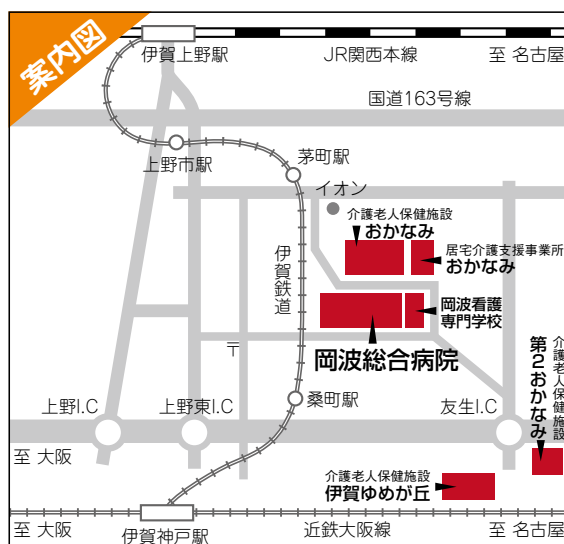 案内図
伊賀上野駅
JR関西本線
至 名古屋
国道163号線
上野市駅
茅町駅
イオン
介護老人保健施設
おかなみ
居宅介護支援事業所
おかなみ
伊賀鉄道
岡波看護
専門学校
〒
岡波総合病院
介護老人保健施設
第2おかなみ
桑町駅
上野I.C
上野東I.C
友生I.C
至 大阪
介護老人保健施設
伊賀ゆめが丘
至 大阪
伊賀神戸駅
近鉄大阪線
至 名古屋